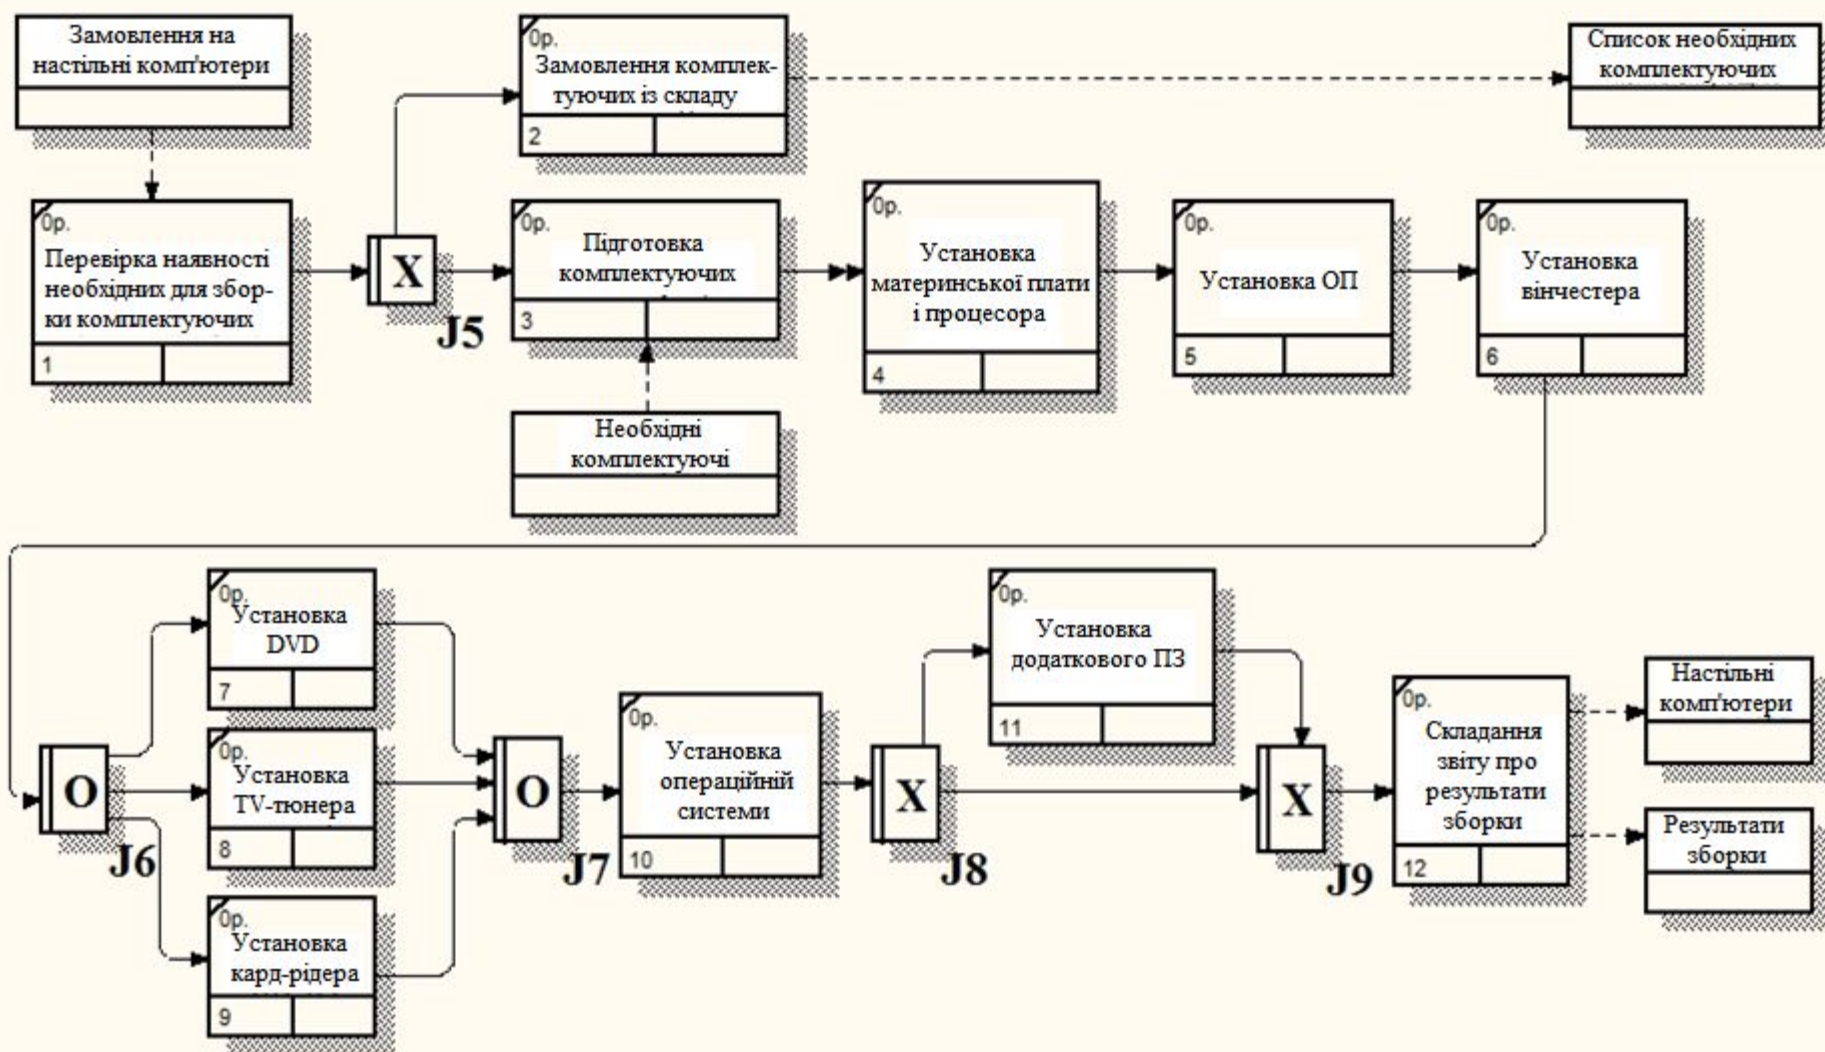 Замовлення на
настільні комп'ютери
0р.
Замовлення комплек-
туючих із складу
2
Список необхідних
комплектуючих
0р.
Перевірка наявності
необхідних для збор-
ки комплектуючих
1
X
J5
0р.
Підготовка
комплектуючих
3
0р.
Установка
материнської плати
і процесора
4
0р.
Установка ОП
5
0р.
Установка
вінчестера
6
Необхідні
комплектуючі
O
J6
0р.
Установка
DVD
7
0р.
Установка
TV-тюнера
8
0р.
Установка
кард-рідера
9
O
J7
0р.
Установка
операційній
системи
10
X
J8
0р.
Установка
додаткового ПЗ
11
X
J9
0р.
Складання
звіту про
результати
зборки
12
Настільні
комп'ютери
Результати
зборки